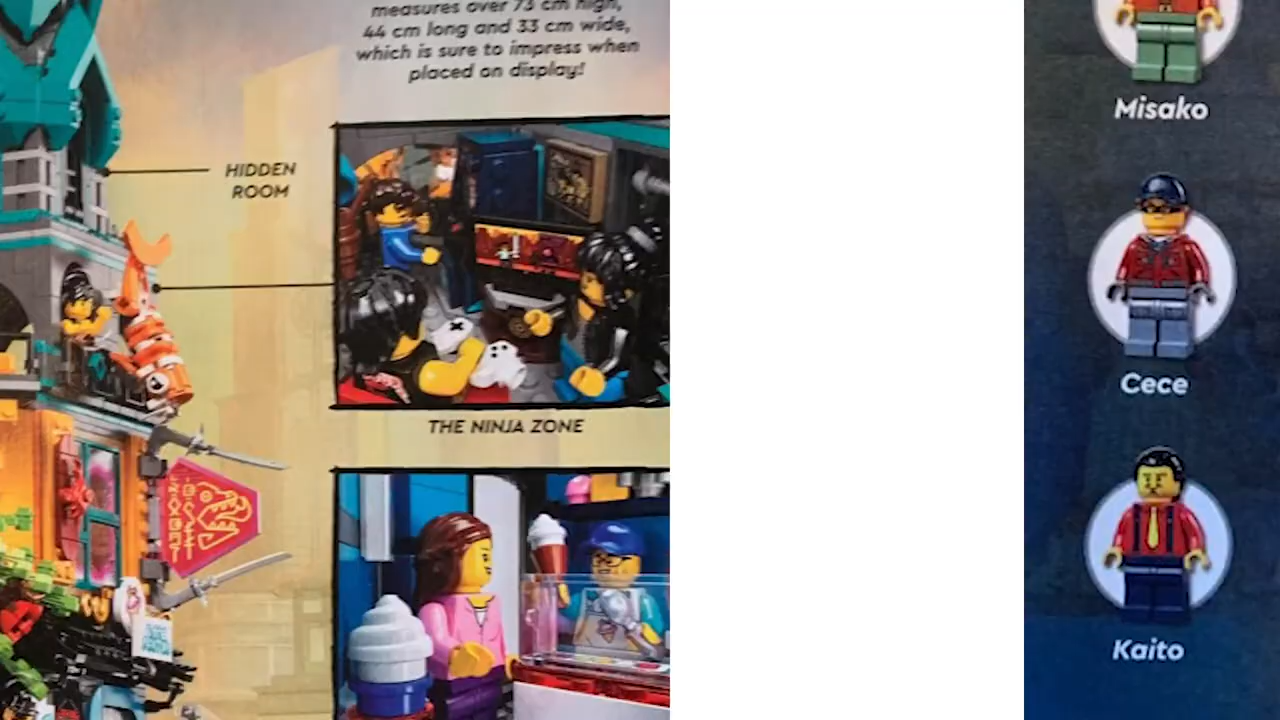 measures over 73 cm high,
44 cm long and 33 cm wide,
which is sure to impress when
placed on display!
HIDDEN
ROOM
THE NINJA ZONE
Misako
Cece
Kaito